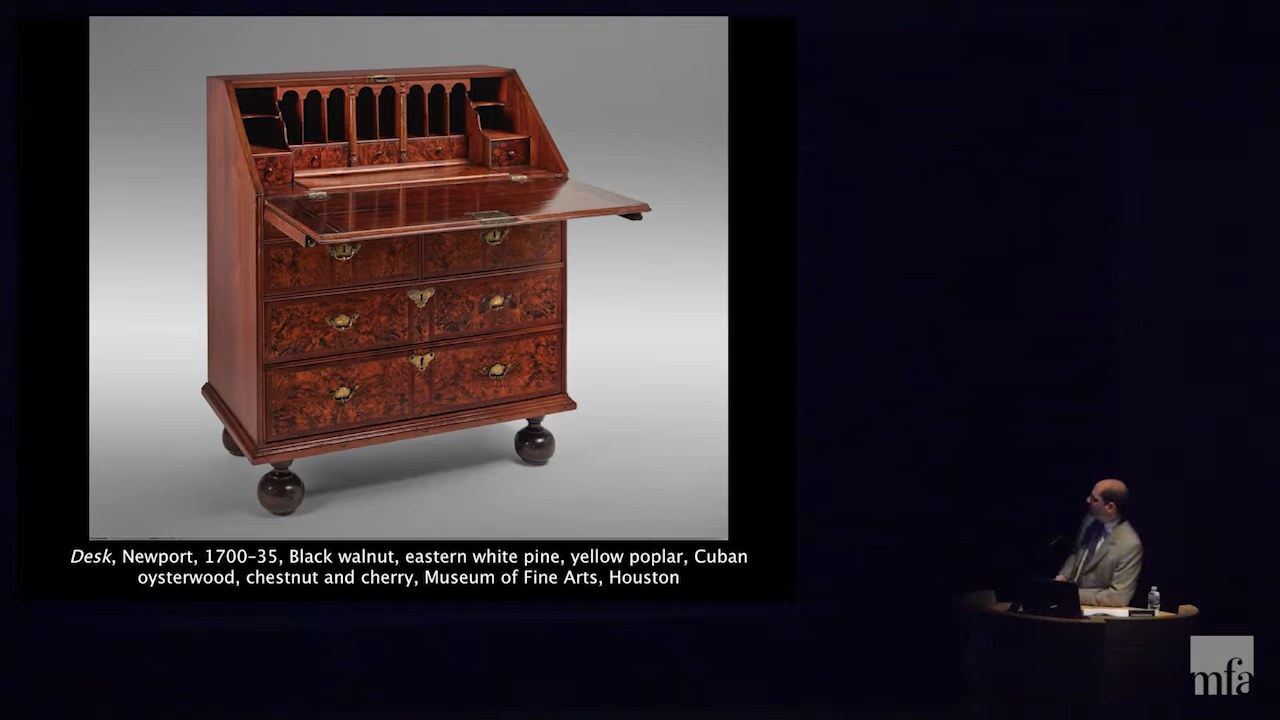 Desk, Newport, 1700–35, Black walnut, eastern white pine, yellow poplar, Cuban
oysterwood, chestnut and cherry, Museum of Fine Arts, Houston
mfa